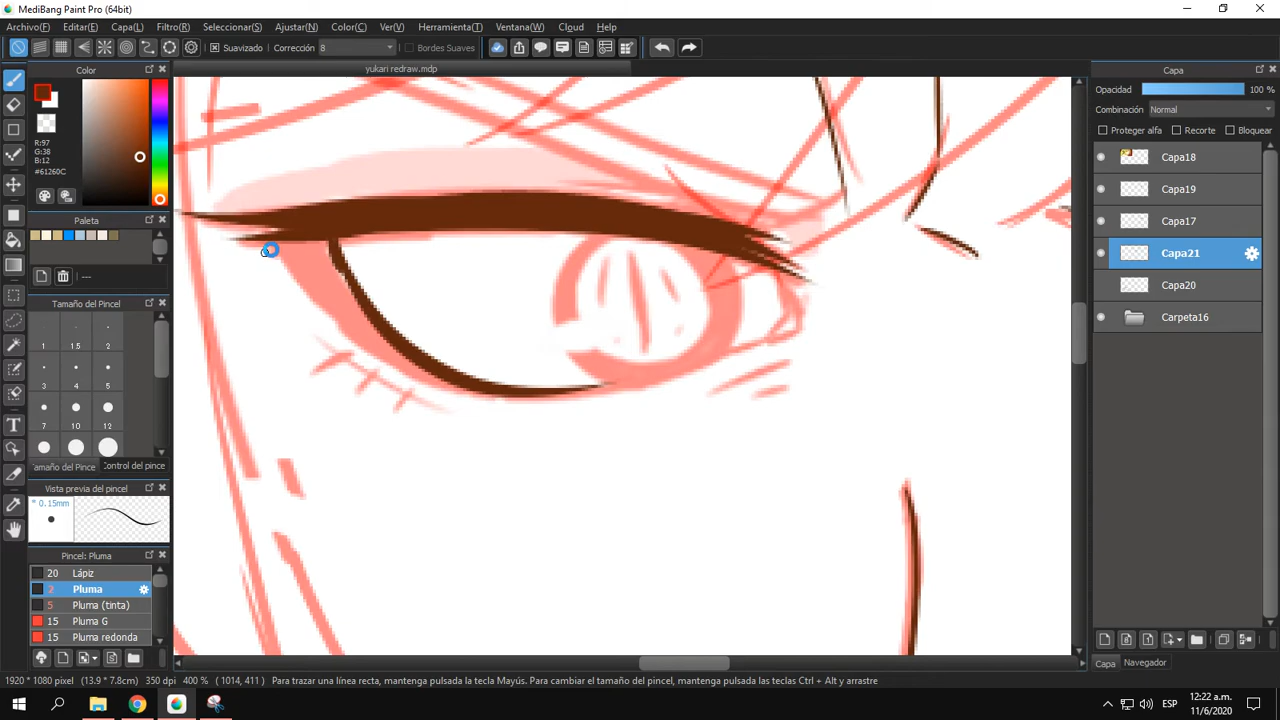 MediBang Paint Pro (64bit)
Archivo(F) Editar(E) Capa(L) Filtro(R) Seleccionar(S) Ajustar(N) Color(C) Ver(V) Herramienta(T) Ventana(W) Cloud Help
Suavizado Corrección 8 Bordes Suaves
yukari redraw.mdp
Color
R:97
G:38
B:12
#61260C
Paleta
---
Tamaño del Pincel
1 1.5 2
3 4 5
7 10 12
Tamaño del Pince Control del pince
Vista previa del pincel
* 0.15mm
Pincel: Pluma
20 Lápiz
2 Pluma
5 Pluma (tinta)
15 Pluma G
15 Pluma redonda
Capa
Opacidad 100 %
Combinación Normal
Proteger alfa Recorte Bloquear
Capa18
Capa19
Capa17
Capa21
Capa20
Carpeta16
Capa Navegador
1920 * 1080 píxel (13.9 * 7.8cm) 350 dpi 400 % ( 1014, 411 ) Para trazar una línea recta, mantenga pulsada la tecla Mayús. Para cambiar el tamaño del pincel, mantenga pulsadas las teclas Ctrl + Alt y arrastre
ESP
12:22 a.m.
11/6/2020